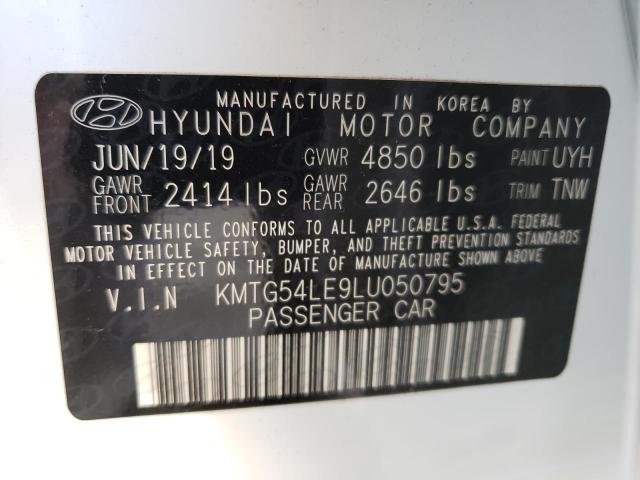 MANUFACTURED IN KOREA BY
HYUNDAI MOTOR COMPANY
JUN/19/19 GVWR 4850 lbs PAINT UYH
GAWR FRONT 2414 lbs GAWR REAR 2646 lbs TRIM TNW
THIS VEHICLE CONFORMS TO ALL APPLICABLE U.S.A. FEDERAL
MOTOR VEHICLE SAFETY, BUMPER, AND THEFT PREVENTION STANDARDS
IN EFFECT ON THE DATE OF MANUFACTURE SHOWN ABOVE
V.I.N KMTG54LE9LU050795
PASSENGER CAR